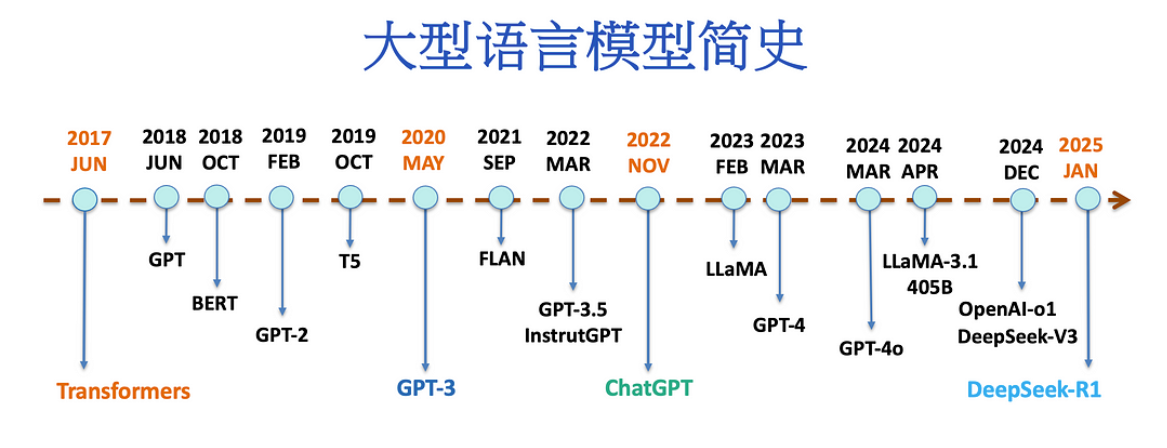 大型语言模型简史
2017
JUN
2018
JUN
2018
OCT
2019
FEB
2019
OCT
2020
MAY
2021
SEP
2022
MAR
2022
NOV
2023
FEB
2023
MAR
2024
MAR
2024
APR
2024
DEC
2025
JAN
GPT
BERT
GPT-2
T5
FLAN
GPT-3.5
InstrutGPT
LLaMA
GPT-4
GPT-4o
LLaMA-3.1
405B
OpenAI-o1
DeepSeek-V3
Transformers
GPT-3
ChatGPT
DeepSeek-R1